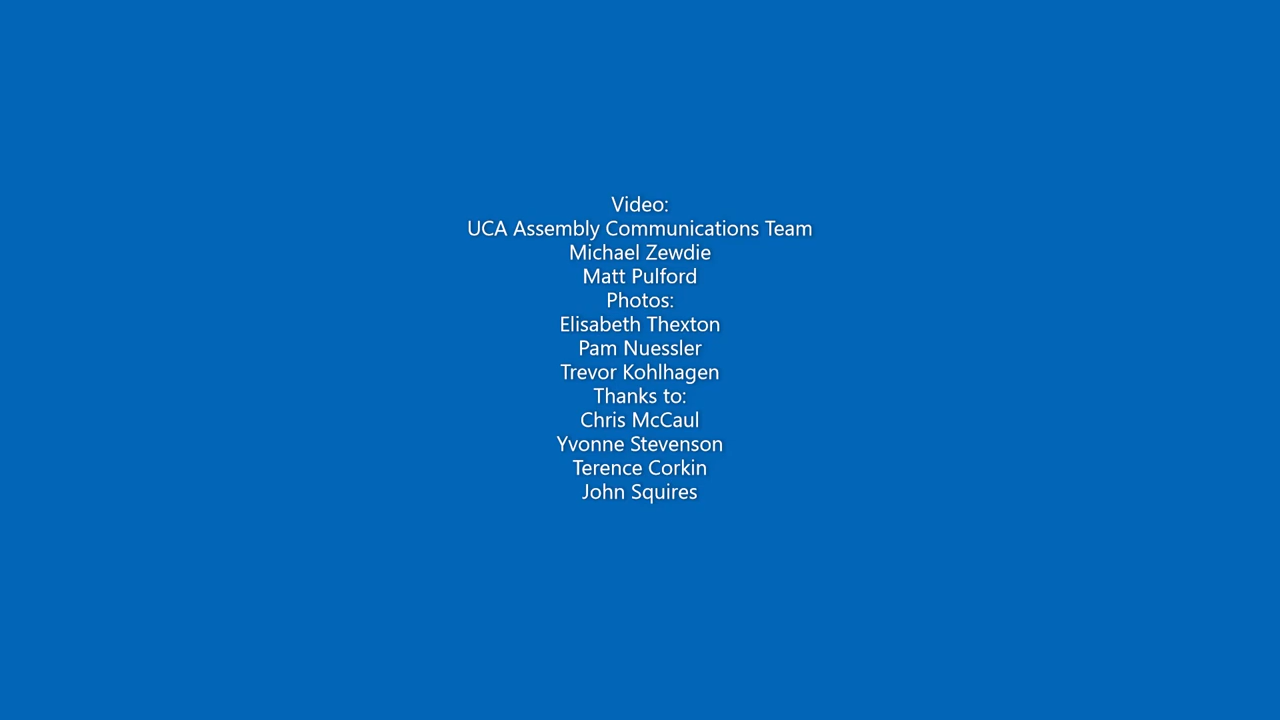 Video:
UCA Assembly Communications Team
Michael Zewdie
Matt Pulford
Photos:
Elisabeth Thexton
Pam Nuessler
Trevor Kohlhagen
Thanks to:
Chris McCaul
Yvonne Stevenson
Terence Corkin
John Squires